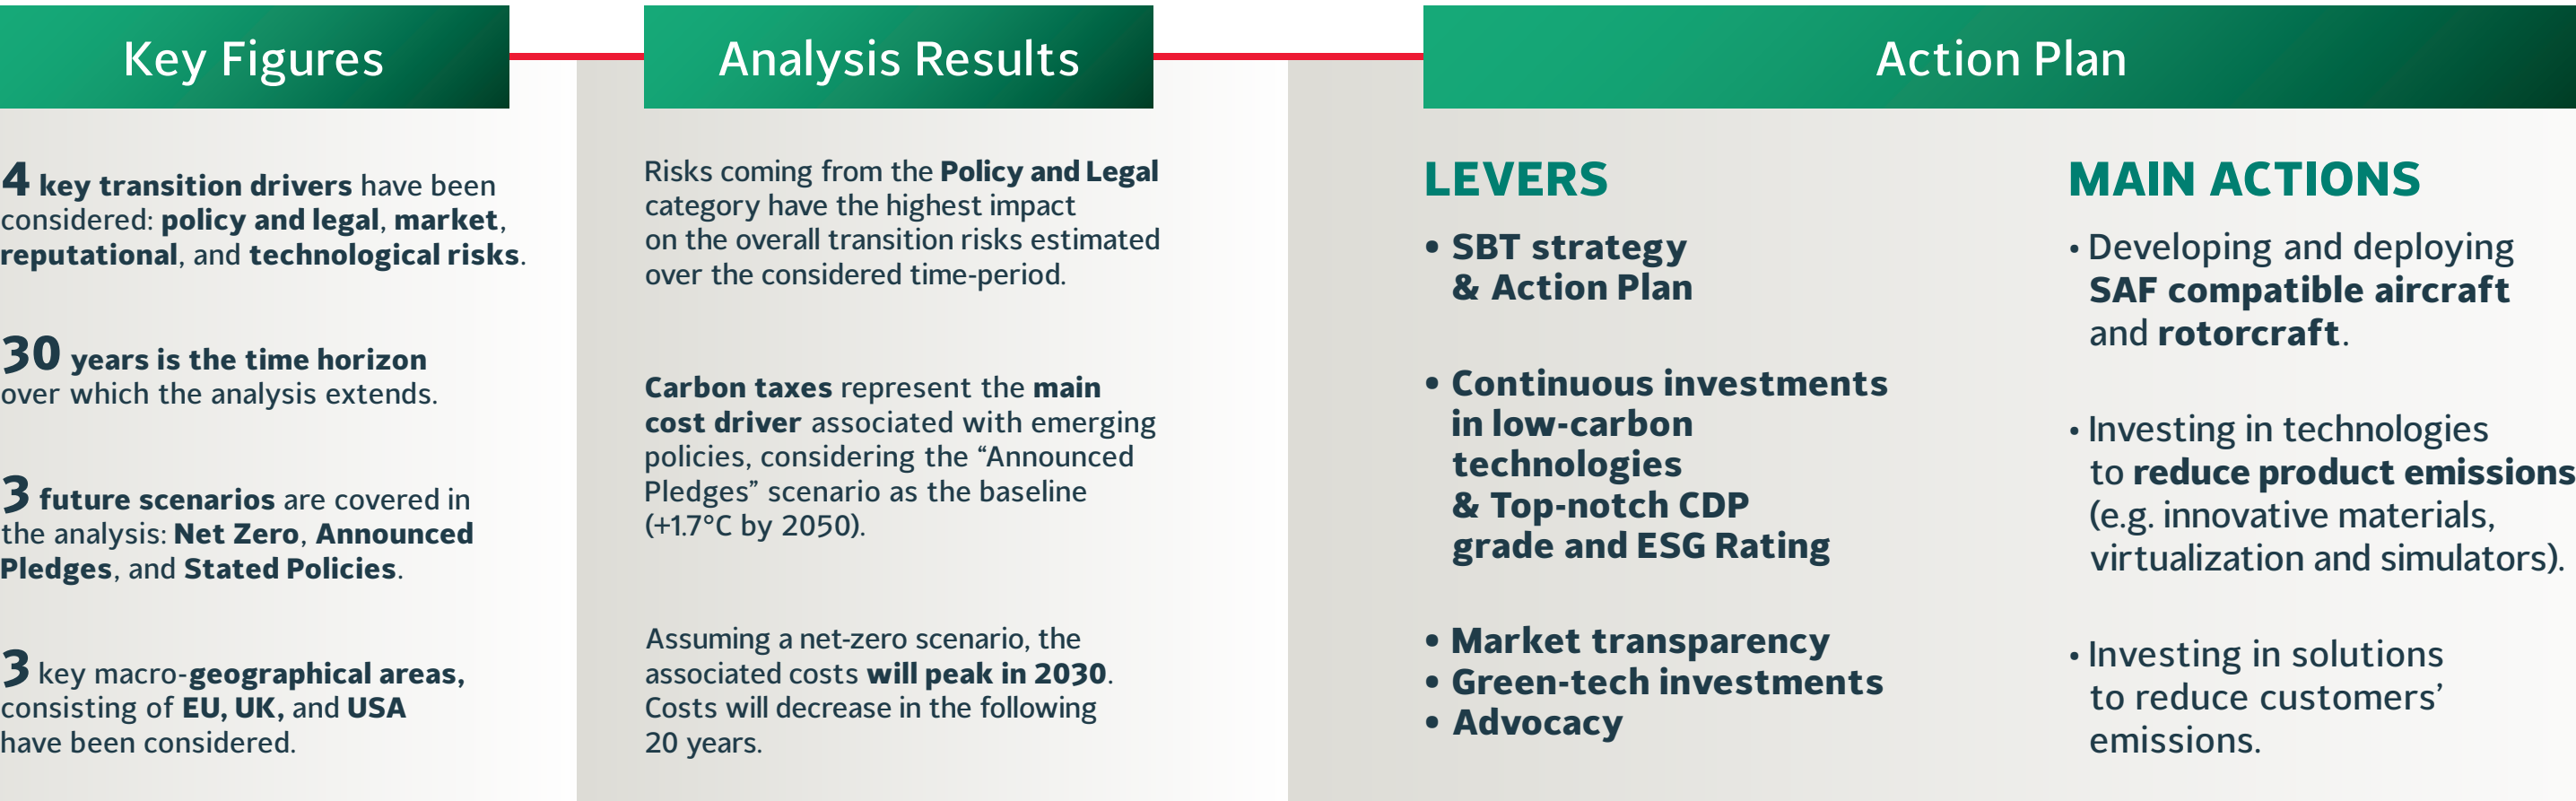 Key Figures
4 key transition drivers have been
considered: policy and legal, market,
reputational, and technological risks.
30 years is the time horizon
over which the analysis extends.
3 future scenarios are covered in
the analysis: Net Zero, Announced
Pledges, and Stated Policies.
3 key macro-geographical areas,
consisting of EU, UK, and USA
have been considered.
Analysis Results
Risks coming from the Policy and Legal
category have the highest impact
on the overall transition risks estimated
over the considered time-period.
Carbon taxes represent the main
cost driver associated with emerging
policies, considering the “Announced
Pledges” scenario as the baseline
(+1.7°C by 2050).
Assuming a net-zero scenario, the
associated costs will peak in 2030.
Costs will decrease in the following
20 years.
Action Plan
LEVERS
• SBT strategy
& Action Plan
• Continuous investments
in low-carbon
technologies
& Top-notch CDP
grade and ESG Rating
• Market transparency
• Green-tech investments
• Advocacy
MAIN ACTIONS
• Developing and deploying
SAF compatible aircraft
and rotorcraft.
• Investing in technologies
to reduce product emissions
(e.g. innovative materials,
virtualization and simulators).
• Investing in solutions
to reduce customers’
emissions.